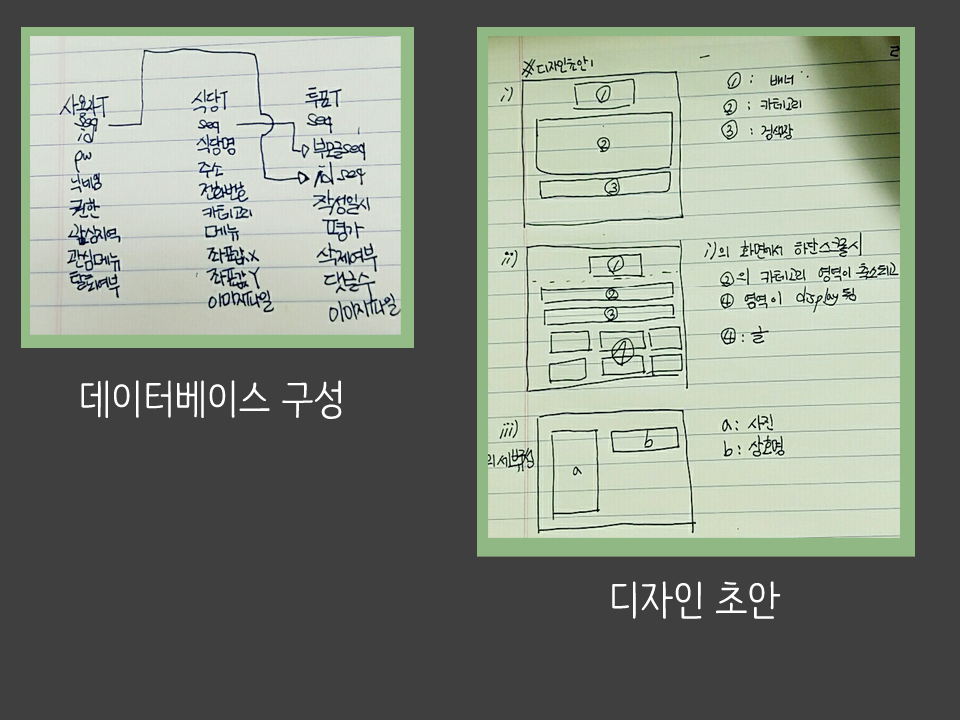 사용자T
seq
id
pw
닉네임
권한
관심지역
관심메뉴
탈퇴여부
식당T
seq
식당명
주소
전화번호
카테고리
메뉴
좌표값X
좌표값Y
이미지파일
투표T
seq
부모글seq
seq
작성일시
평가
삭제여부
댓글수
이미지파일
데이터베이스 구성
※디자인초안1
i)
①
②
③
① : 배너
② : 카테고리
③ : 검색창
ii)
①
②
③
④
i)의 화면에서 하단스크롤시
②의 카테고리 영역이 축소되고
④ 영역이 display됨
④ : 글
iii)
a
b
a : 사진
b : 상호명
디자인 초안